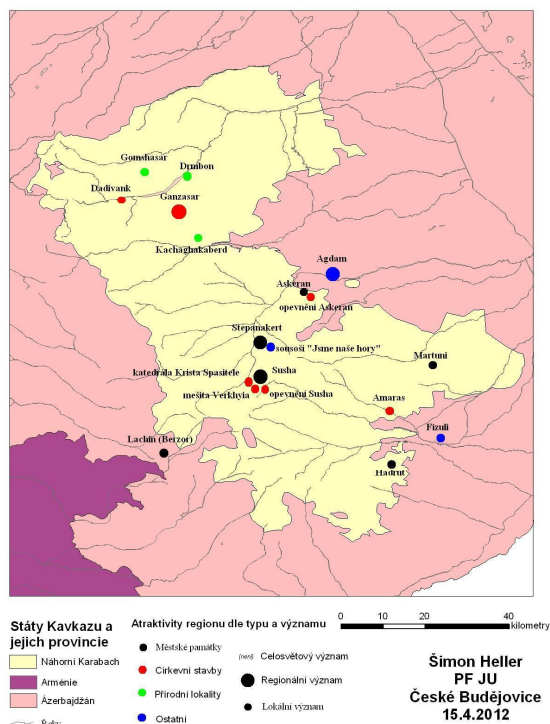 Gomshasar
Drmbon
Dadivank
Ganzasar
Kachaghakaberd
Agdam
Askeran
opevnění Askeran
Stepanakert
sousoší "Jsme naše hory"
Martuni
Susha
katedrála Krista Spasitele
mešita Verkhyia
opevnění Susha
Amaras
Fizuli
Lachin (Berzor)
Hadrut
Státy Kavkazu a
jejich provincie
Náhorní Karabach
Arménie
Ázerbajdžán
Řeky
Atraktivity regionu dle typu a významu
Městské památky
Církevní stavby
Přírodní lokality
Ostatní
(není) Celosvětový význam
Regionální význam
Lokální význam
0 10 20 40
kilometry
Šimon Heller
PF JU
České Budějovice
15.4.2012